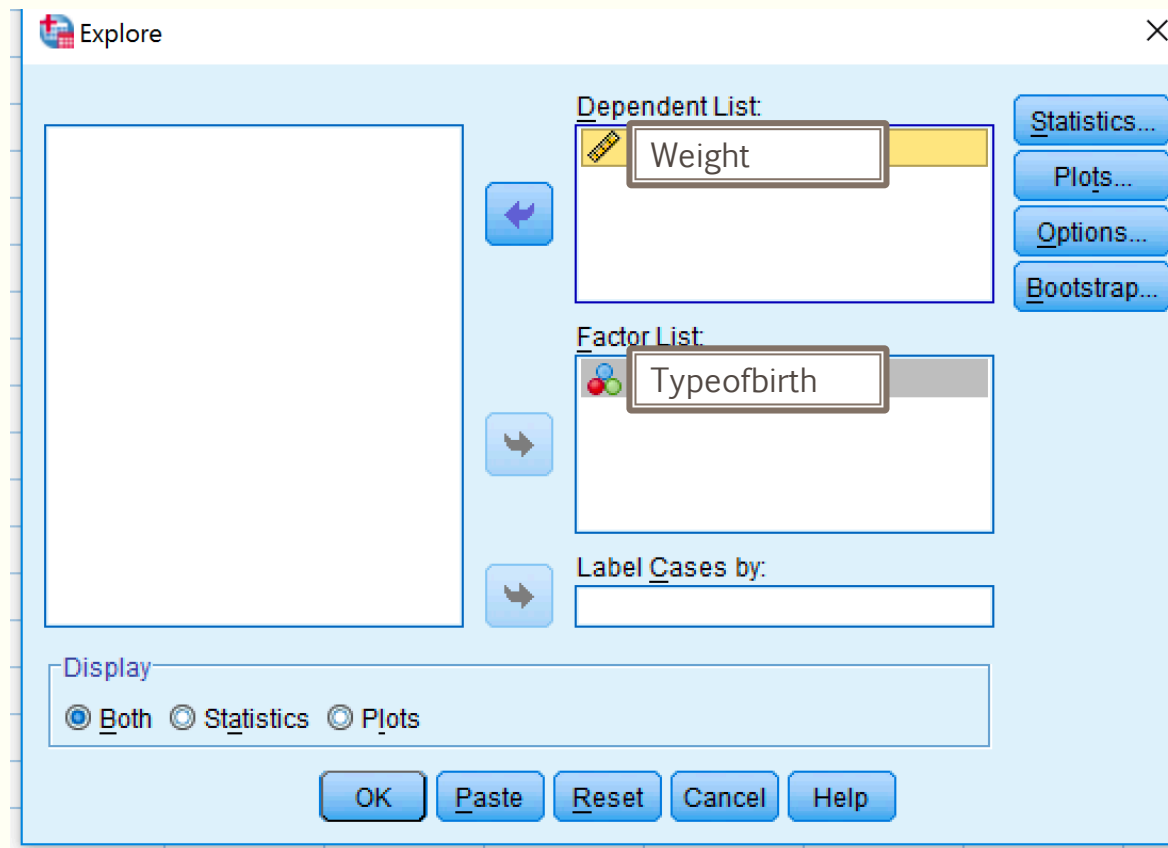 Explore
Dependent List:
Weight
Statistics...
Plots...
Options...
Bootstrap...
Factor List:
Typeofbirth
Label Cases by:
Display
Both Statistics Plots
OK Paste Reset Cancel Help